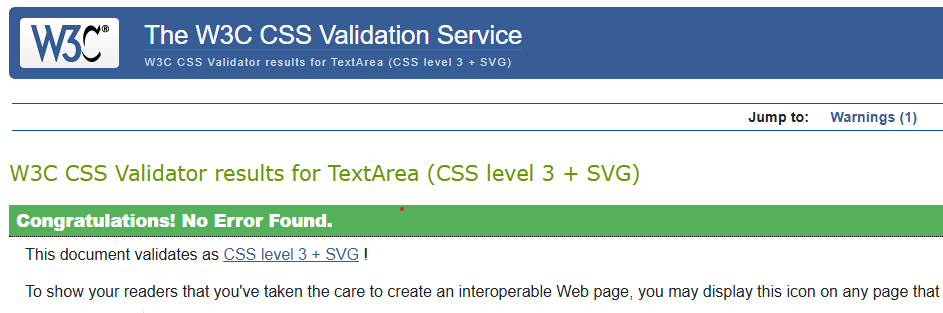 W3C®
The W3C CSS Validation Service
W3C CSS Validator results for TextArea (CSS level 3 + SVG)
Jump to: Warnings (1)
W3C CSS Validator results for TextArea (CSS level 3 + SVG)
Congratulations! No Error Found.
This document validates as CSS level 3 + SVG !
To show your readers that you've taken the care to create an interoperable Web page, you may display this icon on any page that